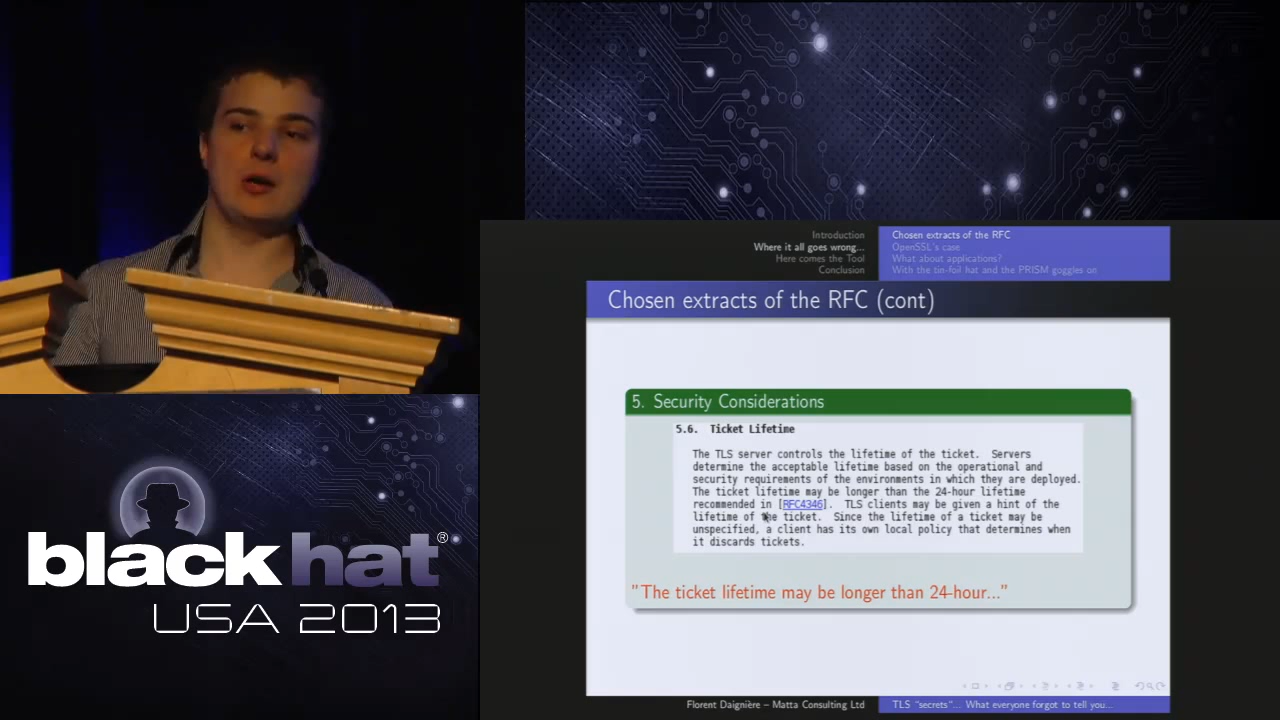 Introduction
Where it all goes wrong...
Here comes the Tool
Conclusion
Chosen extracts of the RFC
OpenSSL's case
What about applications?
With the tin-foil hat and the PRISM goggles on
Chosen extracts of the RFC (cont)
5. Security Considerations
5.6. Ticket Lifetime
The TLS server controls the lifetime of the ticket. Servers
determine the acceptable lifetime based on the operational and
security requirements of the environments in which they are deployed.
The ticket lifetime may be longer than the 24-hour lifetime
recommended in [RFC4346]. TLS clients may be given a hint of the
lifetime of the ticket. Since the lifetime of a ticket may be
unspecified, a client has its own local policy that determines when
it discards tickets.
"The ticket lifetime may be longer than 24-hour..."
Florent Daignière – Matta Consulting Ltd
TLS "secrets"... What everyone forgot to tell you...
black hat®
USA 2013